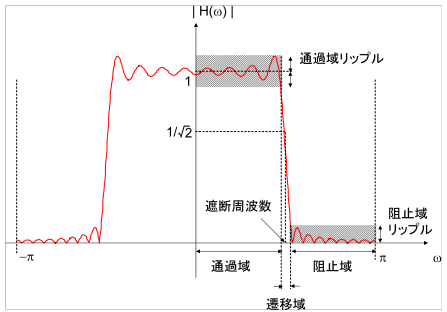 | H(ω) |
通過域リップル
1
1/√2
遮断周波数
阻止域
リップル
−π
π
ω
通過域
阻止域
遷移域